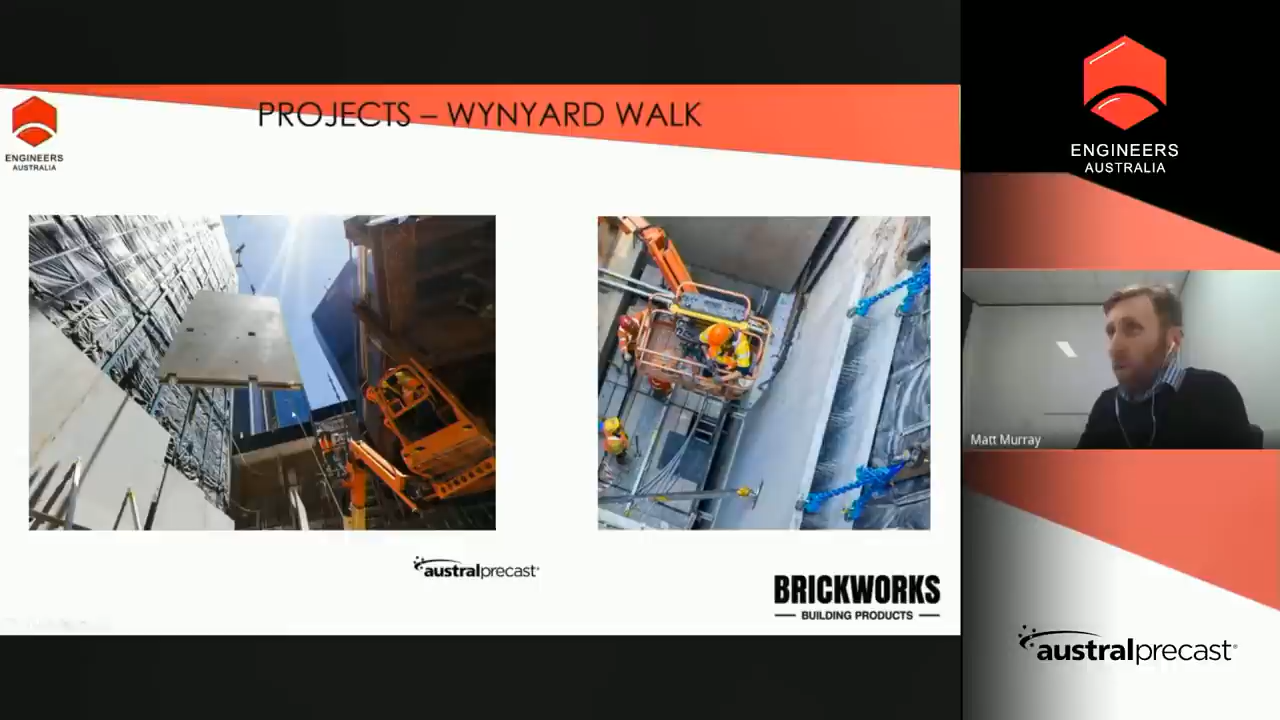 PROJECTS – WYNYARD WALK
ENGINEERS
AUSTRALIA
australprecast
BRICKWORKS
BUILDING PRODUCTS
ENGINEERS
AUSTRALIA
Matt Murray
australprecast